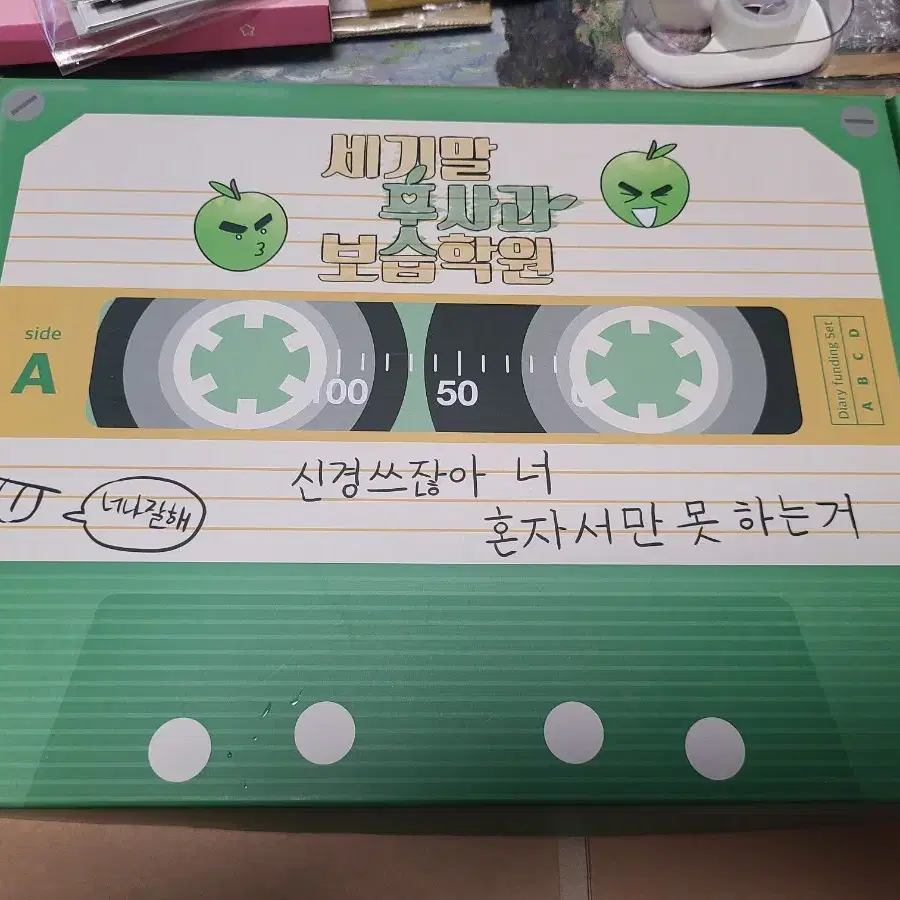 세기말
풋사과
보습학원
side
A
100
50
Diary funding Set
A B C D
신경쓰잖아 너
혼자서만 못 하는거
너나잘해